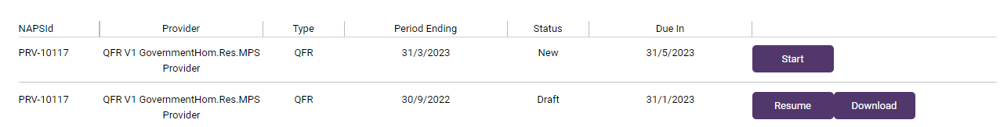 NAPSId Provider Type Period Ending Status Due In
PRV-10117 QFR V1 GovernmentHom.Res.MPS QFR 31/3/2023 New 31/5/2023 Start
Provider
PRV-10117 QFR V1 GovernmentHom.Res.MPS QFR 30/9/2022 Draft 31/1/2023 Resume Download
Provider